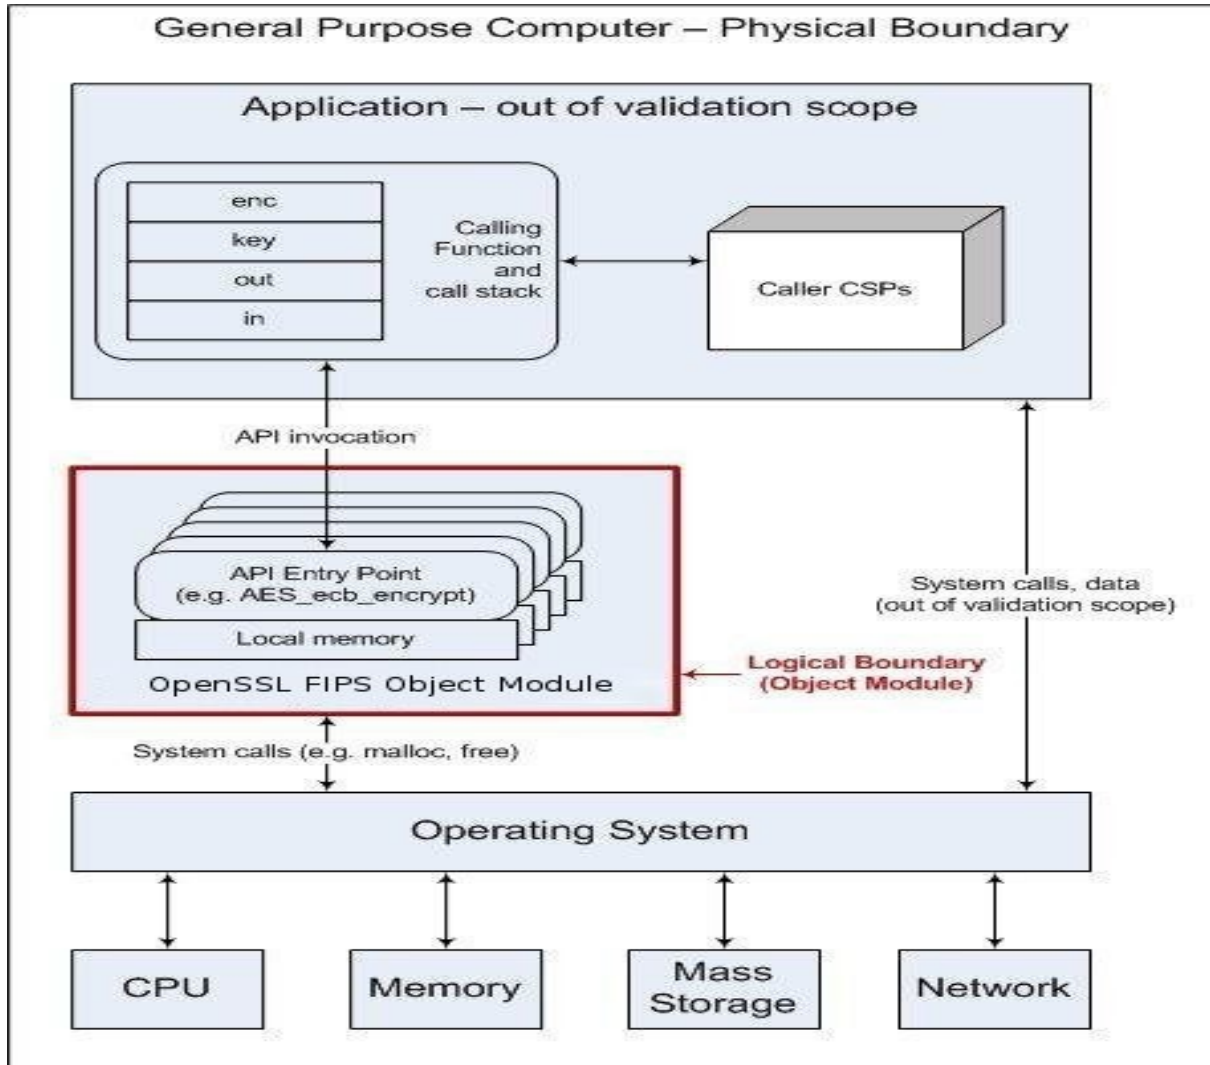 General Purpose Computer – Physical Boundary
Application – out of validation scope
enc
key
out
in
Calling
Function
and
call stack
Caller CSPs
API invocation
API Entry Point
(e.g. AES_ecb_encrypt)
Local memory
OpenSSL FIPS Object Module
Logical Boundary
(Object Module)
System calls, data
(out of validation scope)
System calls (e.g. malloc, free)
Operating System
CPU
Memory
Mass
Storage
Network